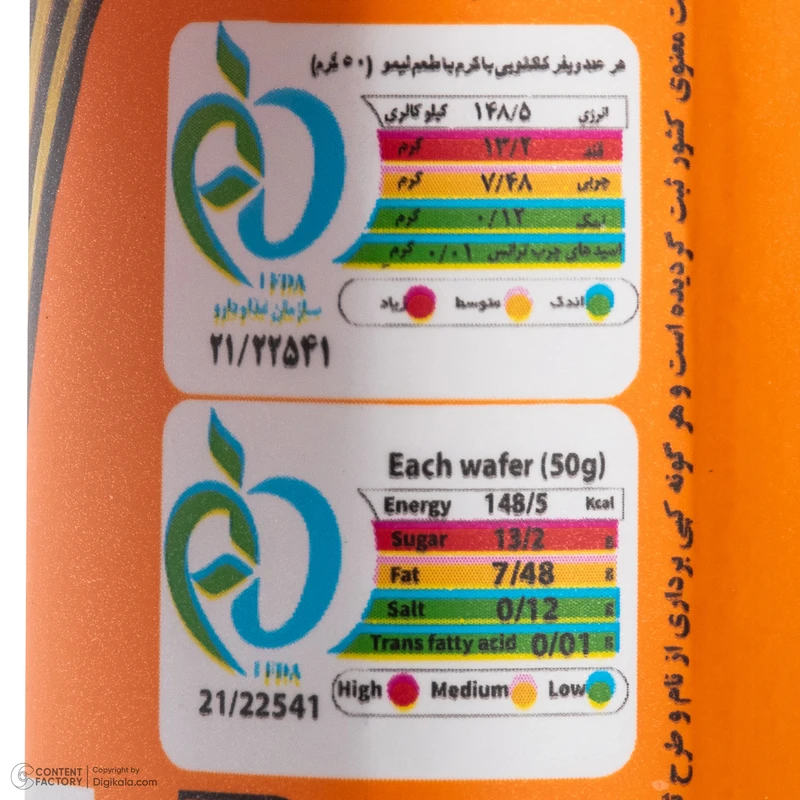 هر عدد ویفر کاکائویی با کرم با طعم لیمو (۵۰ گرم)
انرژی ۱۴۸/۵ کیلو کالری
قند ۱۳/۲ گرم
چربی ۷/۴۸ گرم
نمک ۰/۱۲ گرم
اسیدهای چرب ترانس ۰/۰۱ گرم
اندک متوسط زیاد
IFDA
سازمان غذا و دارو
۲۱/۲۲۵۴۱
Each wafer (50g)
Energy 148/5 Kcal
Sugar 13/2 g
Fat 7/48 g
Salt 0/12 g
Trans fatty acid 0/01 g
High Medium Low
IFDA
21/22541
معنوی کشور ثبت گردیده است و هر گونه کپی برداری از نام و طرح
CONTENT FACTORY
Copyright by Digikala.com